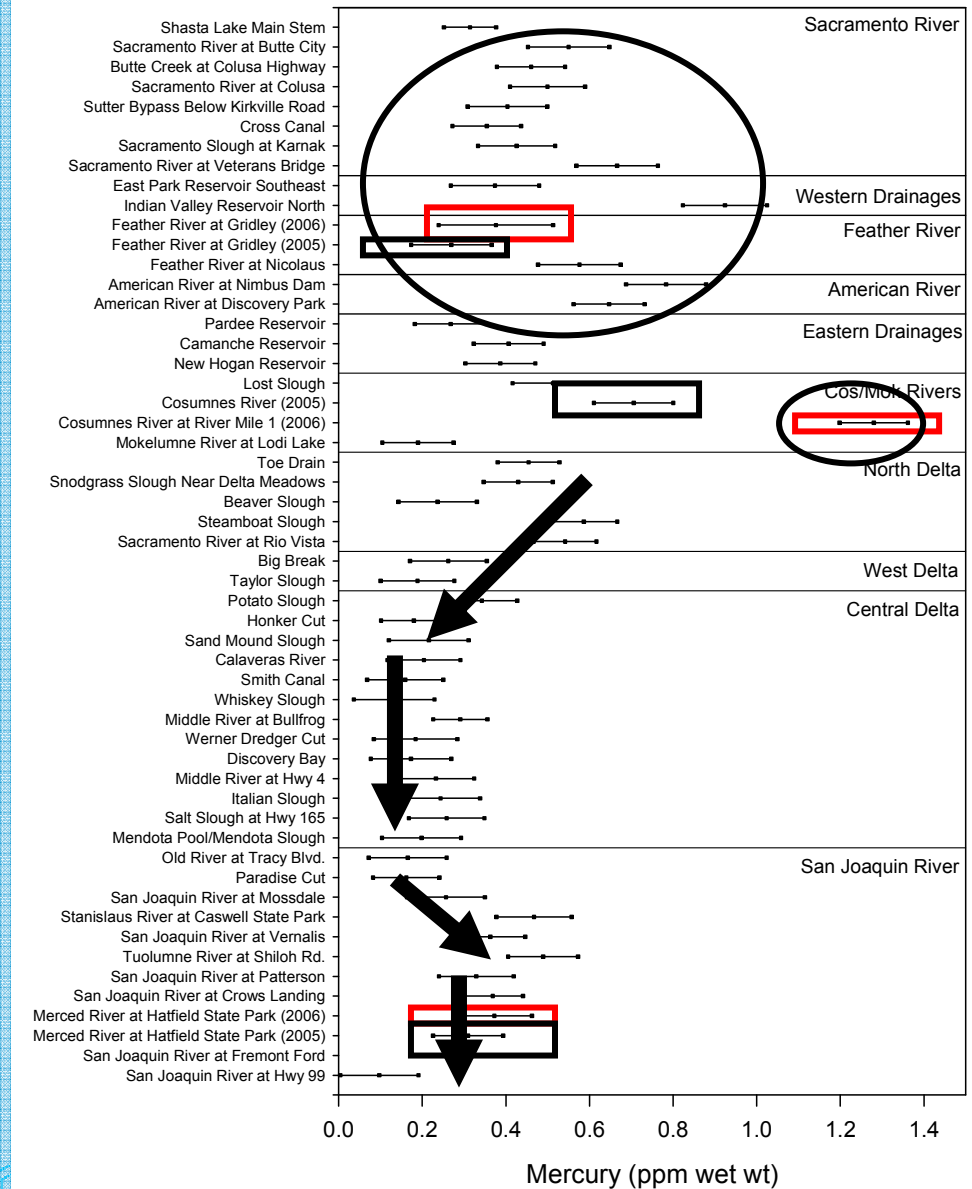 Shasta Lake Main Stem
Sacramento River at Butte City
Butte Creek at Colusa Highway
Sacramento River at Colusa
Sutter Bypass Below Kirkville Road
Cross Canal
Sacramento Slough at Karnak
Sacramento River at Veterans Bridge
East Park Reservoir Southeast
Indian Valley Reservoir North
Feather River at Gridley (2006)
Feather River at Gridley (2005)
Feather River at Nicolaus
American River at Nimbus Dam
American River at Discovery Park
Pardee Reservoir
Camanche Reservoir
New Hogan Reservoir
Lost Slough
Cosumnes River (2005)
Cosumnes River at River Mile 1 (2006)
Mokelumne River at Lodi Lake
Toe Drain
Snodgrass Slough Near Delta Meadows
Beaver Slough
Steamboat Slough
Sacramento River at Rio Vista
Big Break
Taylor Slough
Potato Slough
Honker Cut
Sand Mound Slough
Calaveras River
Smith Canal
Whiskey Slough
Middle River at Bullfrog
Werner Dredger Cut
Discovery Bay
Middle River at Hwy 4
Italian Slough
Salt Slough at Hwy 165
Mendota Pool/Mendota Slough
Old River at Tracy Blvd.
Paradise Cut
San Joaquin River at Mossdale
Stanislaus River at Caswell State Park
San Joaquin River at Vernalis
Tuolumne River at Shiloh Rd.
San Joaquin River at Patterson
San Joaquin River at Crows Landing
Merced River at Hatfield State Park (2006)
Merced River at Hatfield State Park (2005)
San Joaquin River at Fremont Ford
San Joaquin River at Hwy 99
Sacramento River
Western Drainages
Feather River
American River
Eastern Drainages
Cos/Mok Rivers
North Delta
West Delta
Central Delta
San Joaquin River
0.0 0.2 0.4 0.6 0.8 1.0 1.2 1.4
Mercury (ppm wet wt)